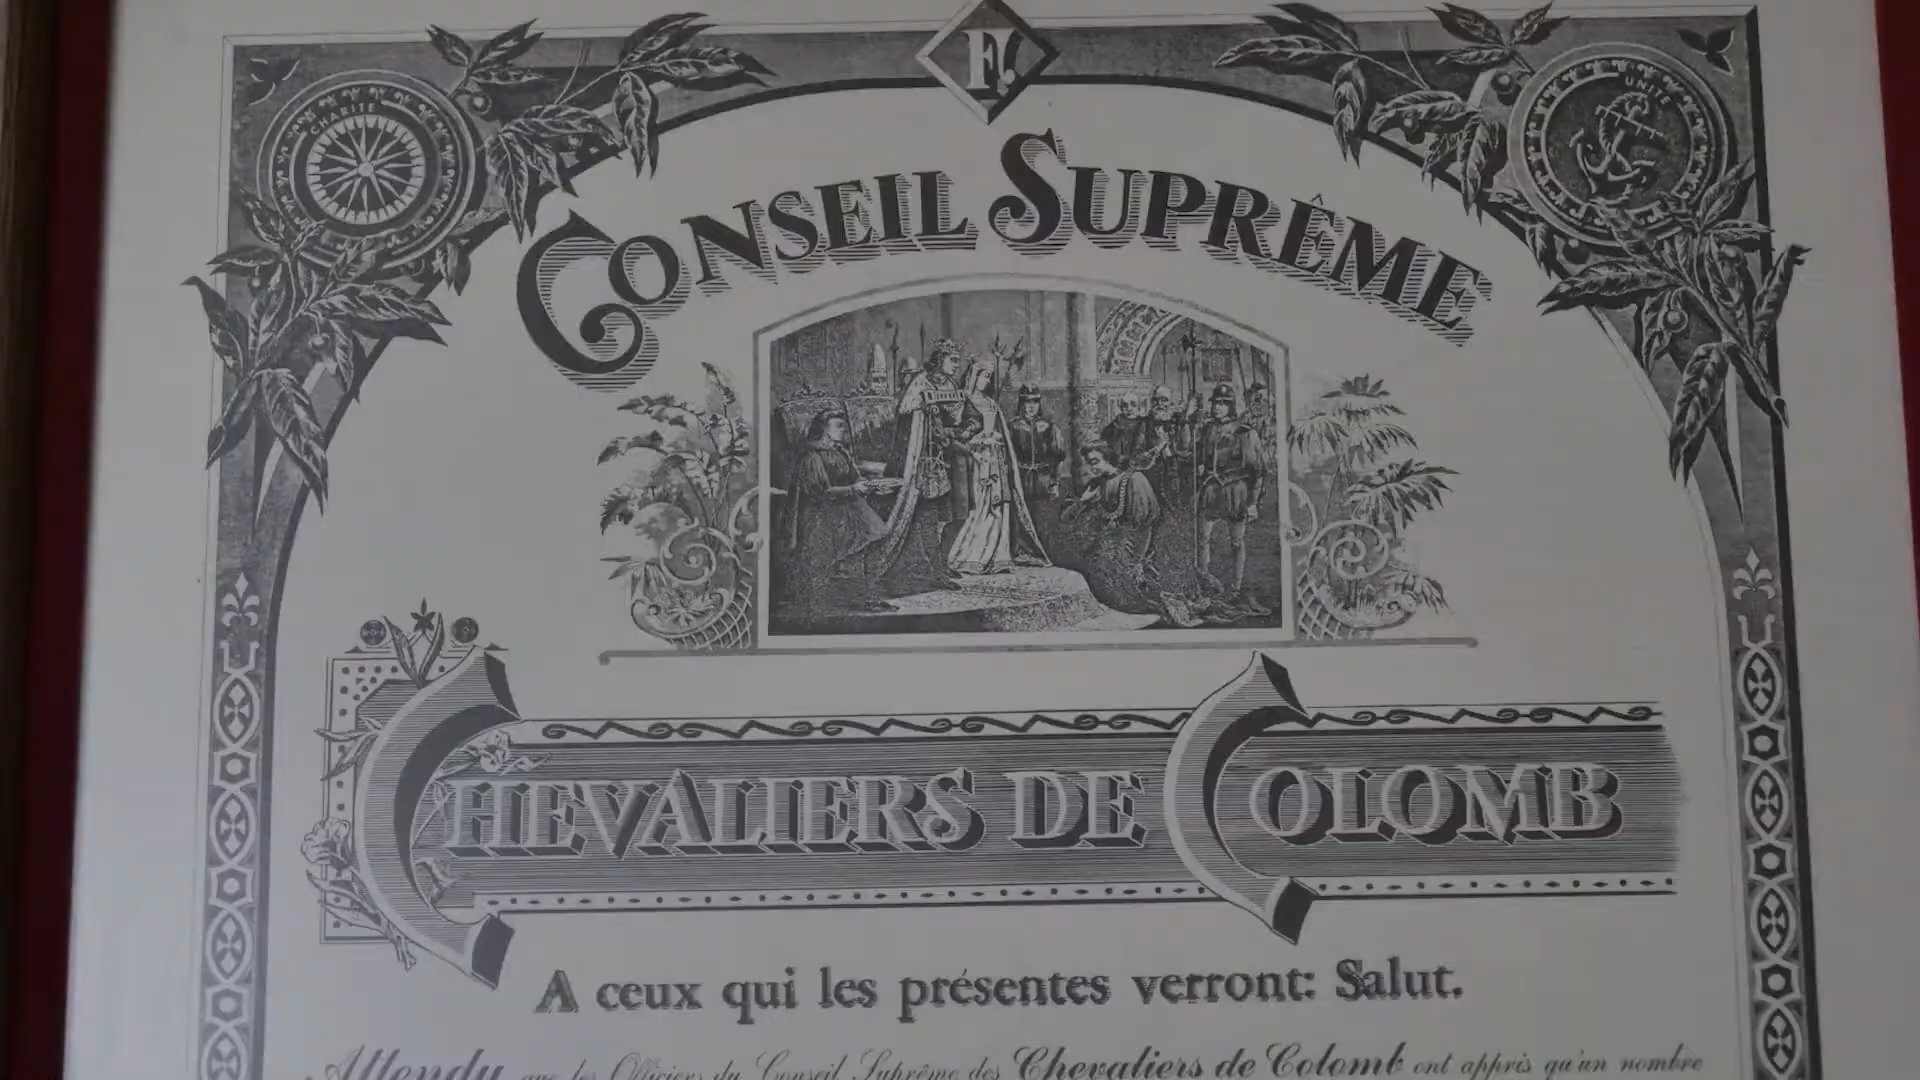 F.
CHARITE
UNITE
CONSEIL SUPRÊME
CHEVALIERS DE COLOMB
A ceux qui les présentes verront: Salut.
Attendu que les Officiers du Conseil Suprême des Chevaliers de Colomb ont appris qu'un nombre